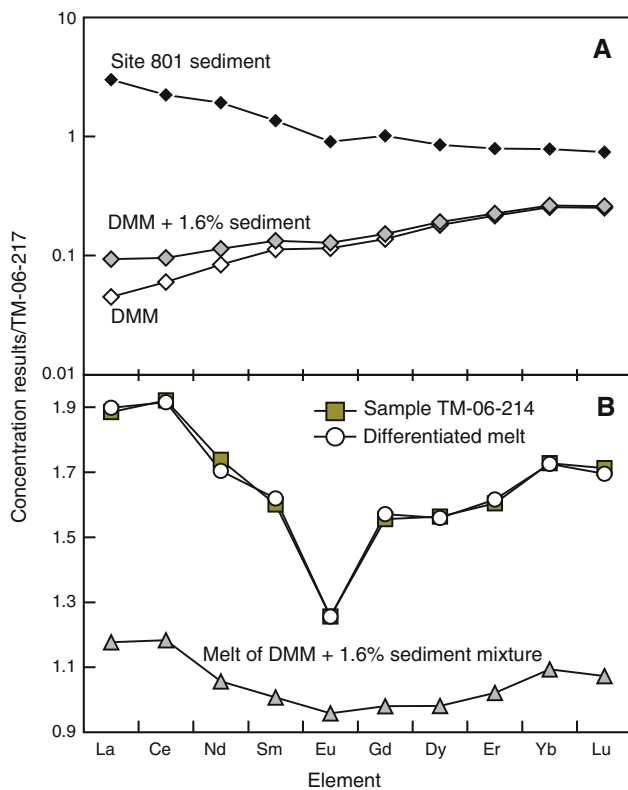 10
A
Site 801 sediment
1
DMM + 1.6% sediment
0.1
DMM
0.01
Concentration results/TM-06-217
B
1.9
Sample TM-06-214
Differentiated melt
1.7
1.5
1.3
Melt of DMM + 1.6% sediment mixture
1.1
0.9
La Ce Nd Sm Eu Gd Dy Er Yb Lu
Element